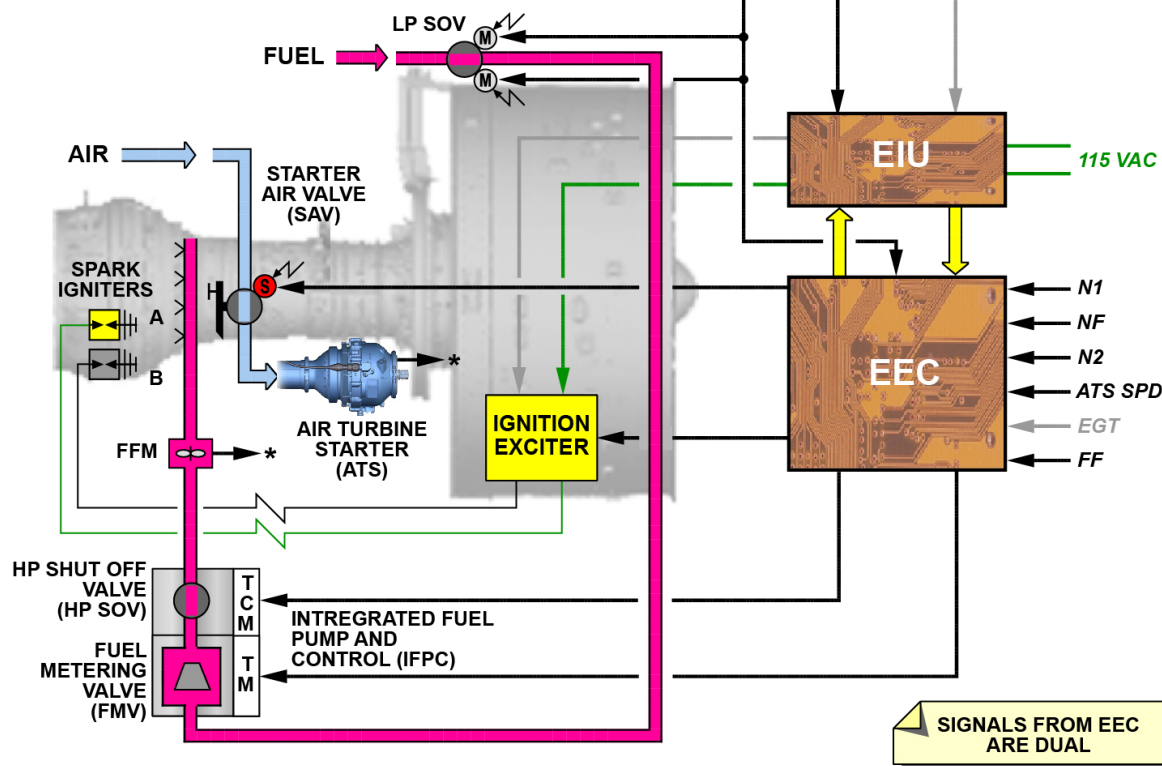 LP SOV
M
FUEL
M
AIR
EIU
115 VAC
STARTER
AIR VALVE
(SAV)
SPARK
IGNITERS
S
A
B
N1
NF
N2
EEC
ATS SPD
EGT
FF
*
IGNITION
EXCITER
AIR TURBINE
STARTER
(ATS)
FFM
*
HP SHUT OFF
VALVE
(HP SOV)
T
C
M
INTREGRATED FUEL
PUMP AND
CONTROL (IFPC)
FUEL
METERING
VALVE
(FMV)
T
M
SIGNALS FROM EEC
ARE DUAL